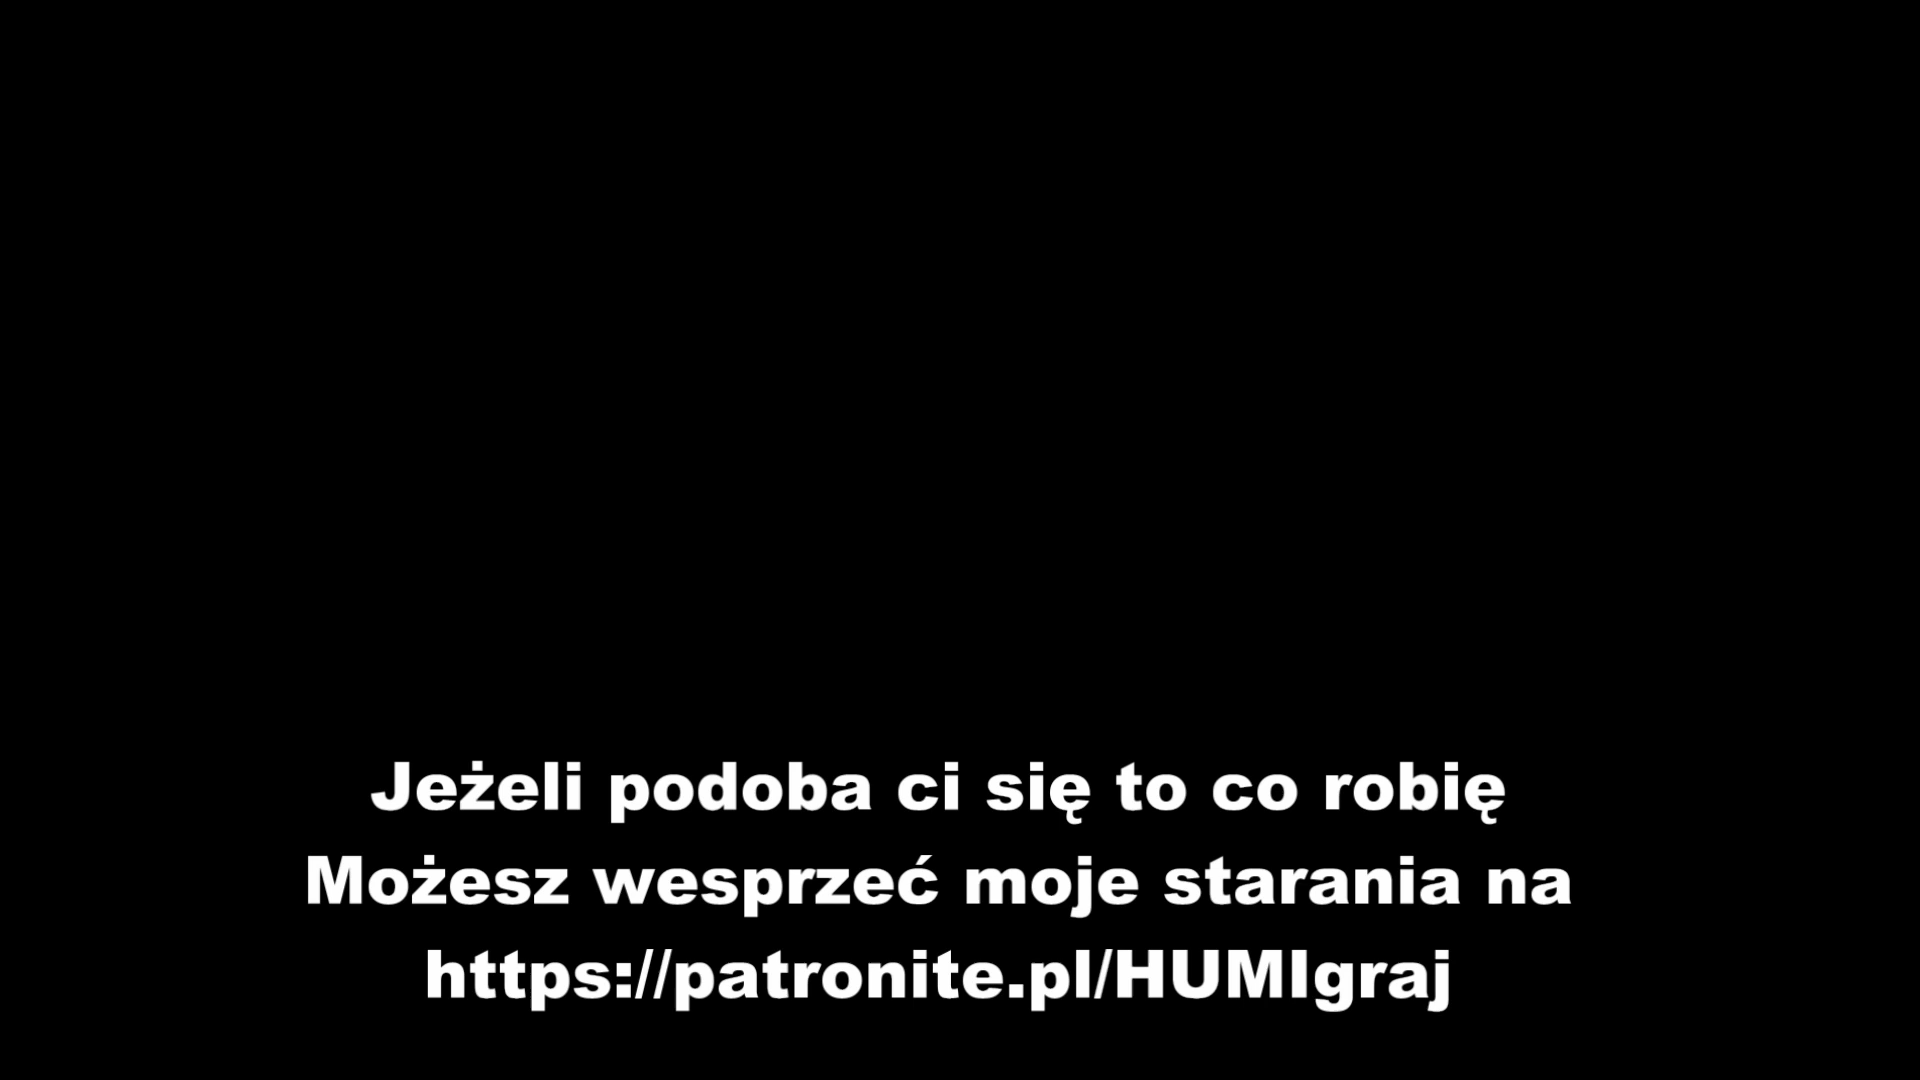 Jeżeli podoba ci się to co robię
Możesz wesprzeć moje starania na
https://patronite.pl/HUMIgraj